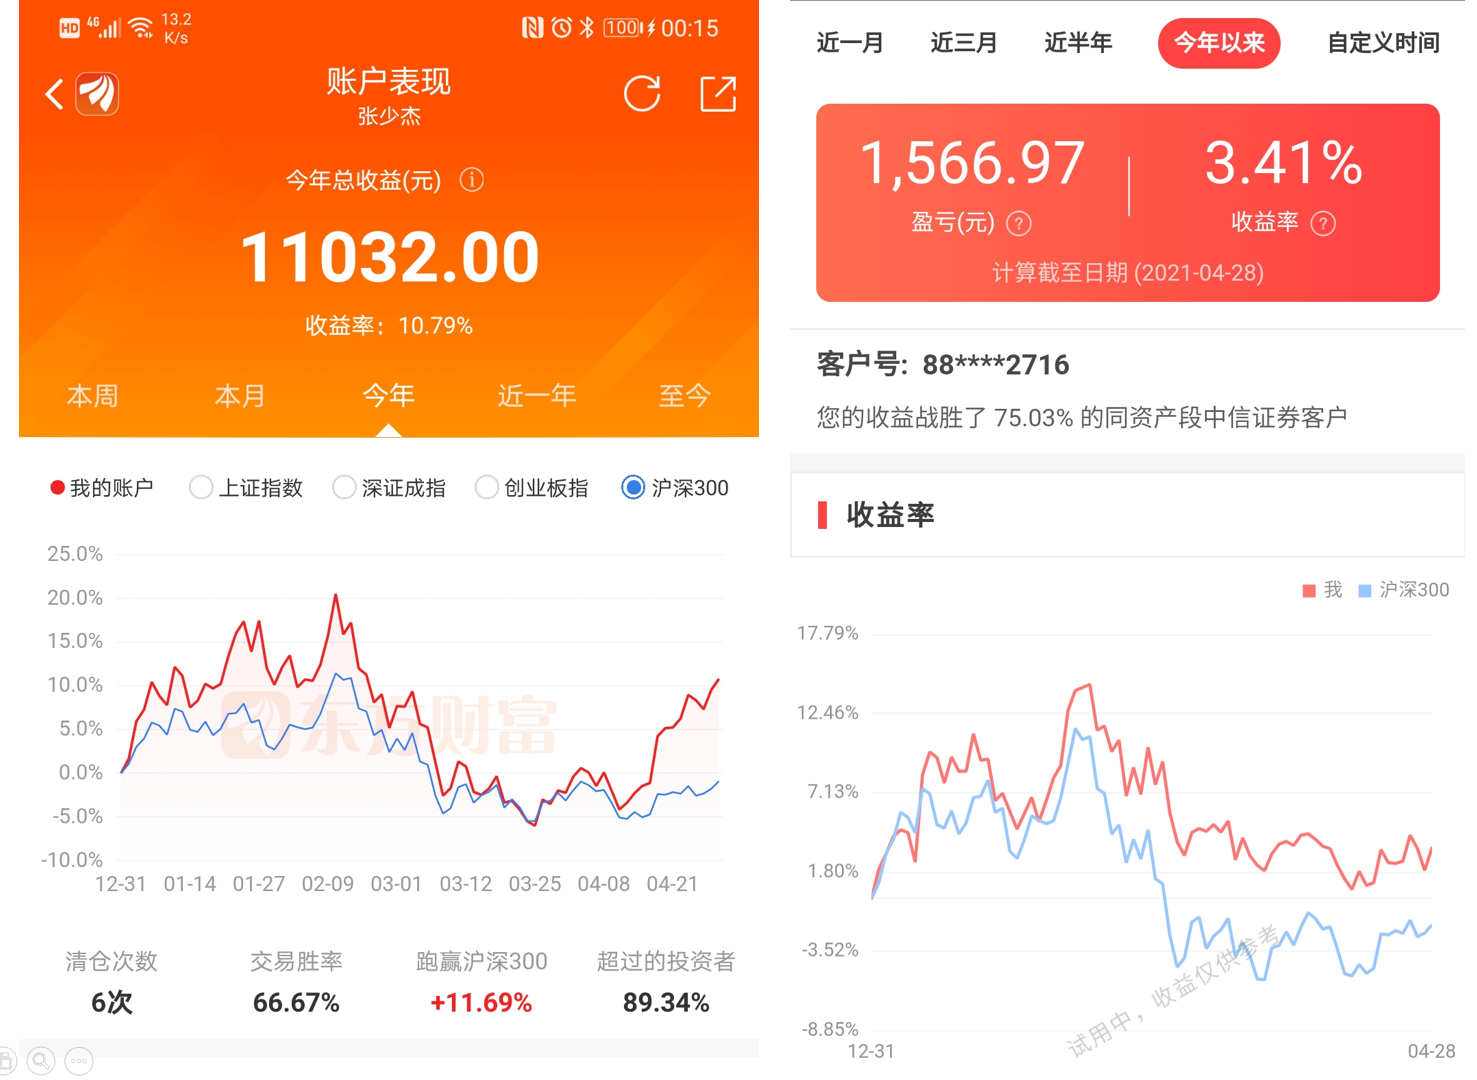 HD 4G 13.2 K/s 100 00:15
账户表现
张少杰
今年总收益(元)
11032.00
收益率：10.79%
本周 本月 今年 近一年 至今
我的账户 上证指数 深证成指 创业板指 沪深300
25.0%
20.0%
15.0%
10.0%
5.0%
0.0%
-5.0%
-10.0%
东方财富
12-31 01-14 01-27 02-09 03-01 03-12 03-25 04-08 04-21
清仓次数 交易胜率 跑赢沪深300 超过的投资者
6次 66.67% +11.69% 89.34%
近一月 近三月 近半年 今年以来 自定义时间
1,566.97 3.41%
盈亏(元) ? 收益率 ?
计算截至日期 (2021-04-28)
客户号: 88****2716
您的收益战胜了 75.03% 的同资产段中信证券客户
收益率
我 沪深300
17.79%
12.46%
7.13%
1.80%
-3.52%
-8.85%
12-31 04-28
试用中，收益仅供参考